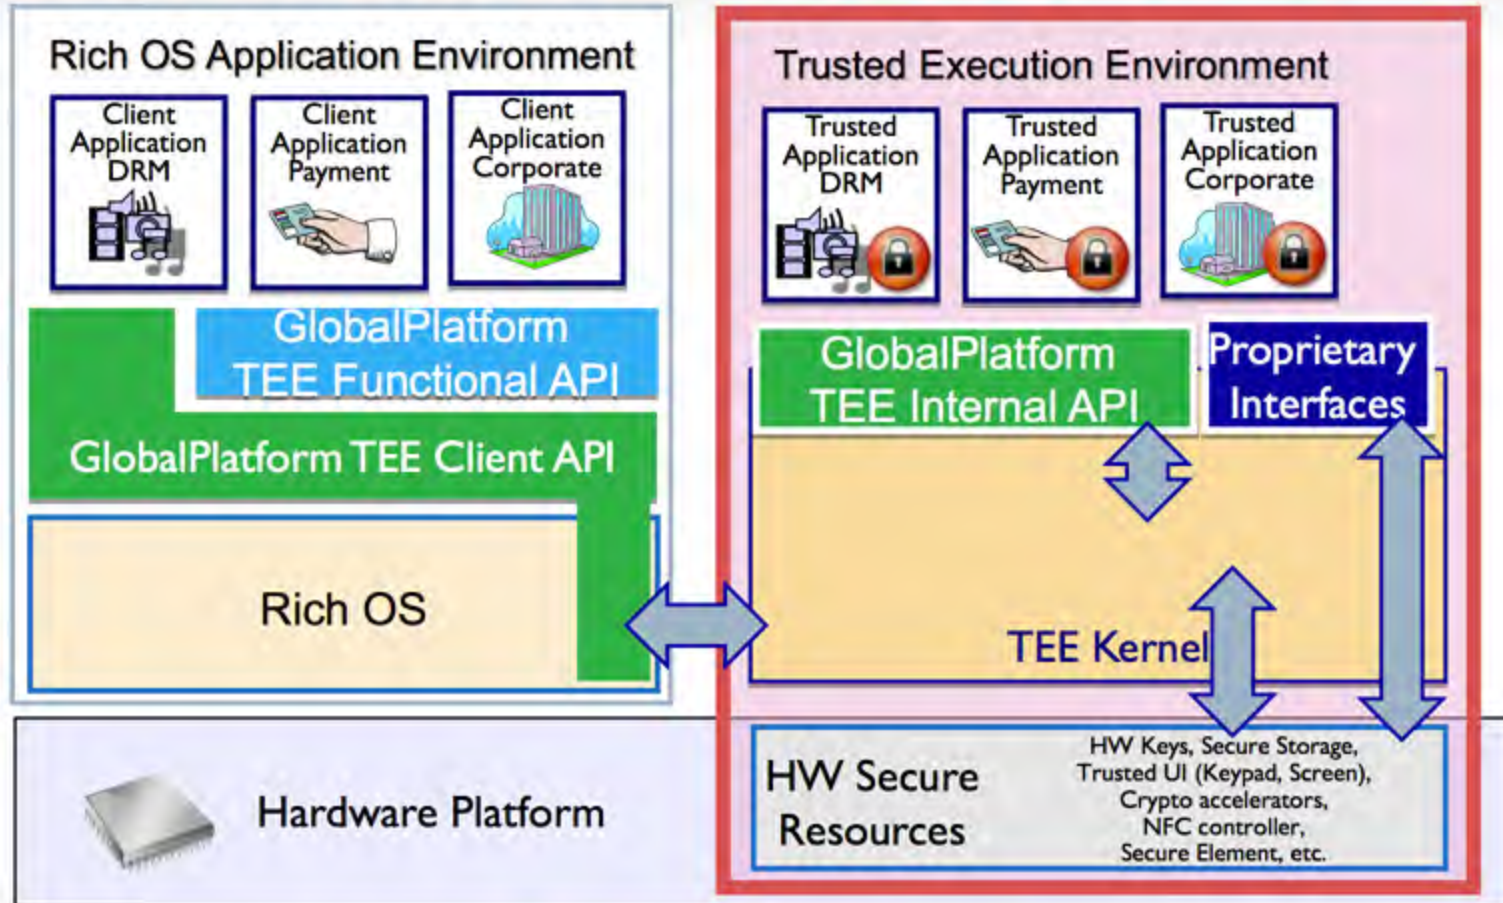 Rich OS Application Environment
Client
Application
DRM
Client
Application
Payment
Client
Application
Corporate
GlobalPlatform
TEE Functional API
GlobalPlatform TEE Client API
Rich OS
Trusted Execution Environment
Trusted
Application
DRM
Trusted
Application
Payment
Trusted
Application
Corporate
GlobalPlatform
TEE Internal API
Proprietary
Interfaces
TEE Kernel
Hardware Platform
HW Secure
Resources
HW Keys, Secure Storage,
Trusted UI (Keypad, Screen),
Crypto accelerators,
NFC controller,
Secure Element, etc.